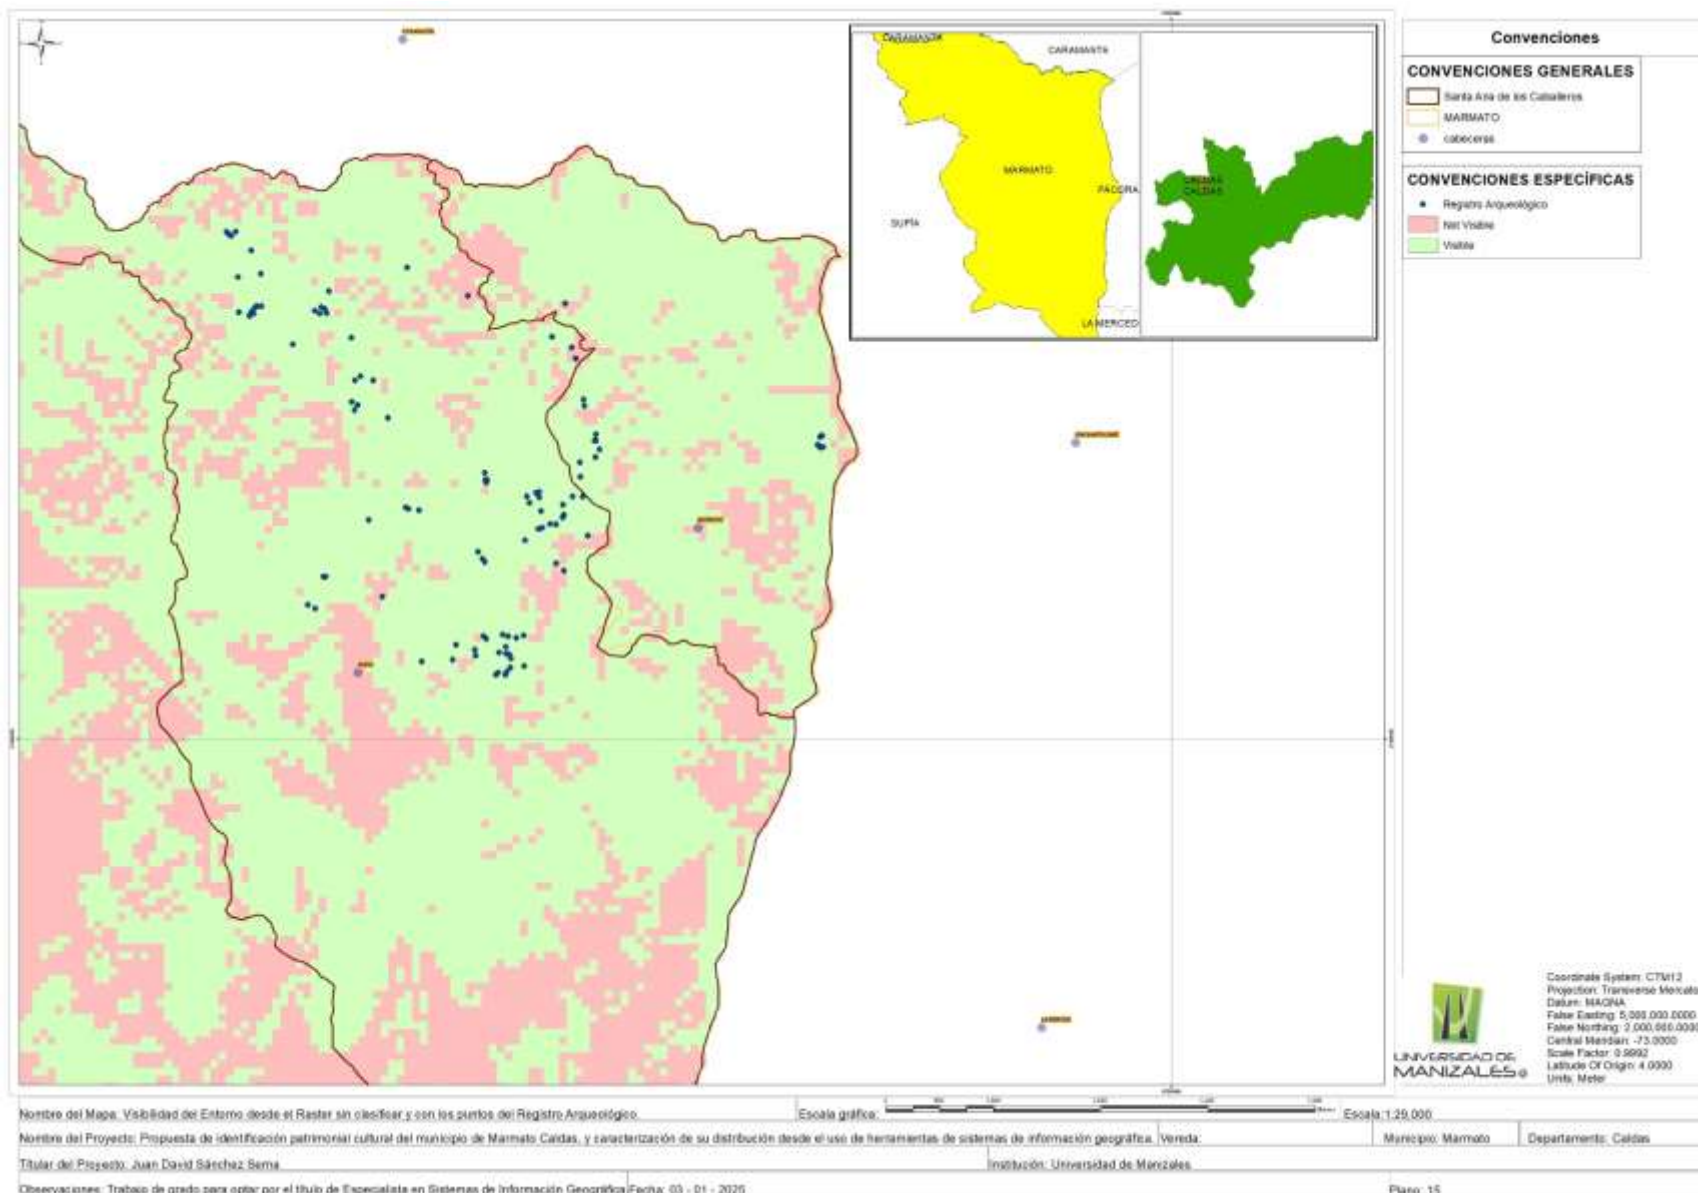 CARAMANTA
CARAMANTA
MARMATO
PÁCORA
SUPÍA
LA MERCED
CALDAS
CALDAS
Convenciones
CONVENCIONES GENERALES
Santa Ana de los Caballeros
MARMATO
cabeceras
CONVENCIONES ESPECÍFICAS
Registro Arqueológico
Not Visible
Visible
UNIVERSIDAD DE
MANIZALES
Coordinate System: CTM12
Projection: Transverse Mercato
Datum: MAGNA
False Easting: 5,000,000.0000
False Northing: 2,000,000.0000
Central Meridian: -73.0000
Scale Factor: 0.9992
Latitude Of Origin: 4.0000
Units: Meter
Nombre del Mapa: Visibilidad del Entorno desde el Raster sin clasificar y con los puntos del Registro Arqueológico. Escala gráfica: Escala:1:29,000
Nombre del Proyecto: Propuesta de identificación patrimonial cultural del municipio de Marmato Caldas, y caracterización de su distribución desde el uso de herramientas de sistemas de información geográfica. Vereda: Municipio: Marmato Departamento: Caldas
Titular del Proyecto: Juan David Sánchez Serna Institución: Universidad de Manizales
Observaciones: Trabajo de grado para optar por el título de Especialista en Sistemas de Información Geográfica Fecha: 03 - 01 - 2025 Plano: 15